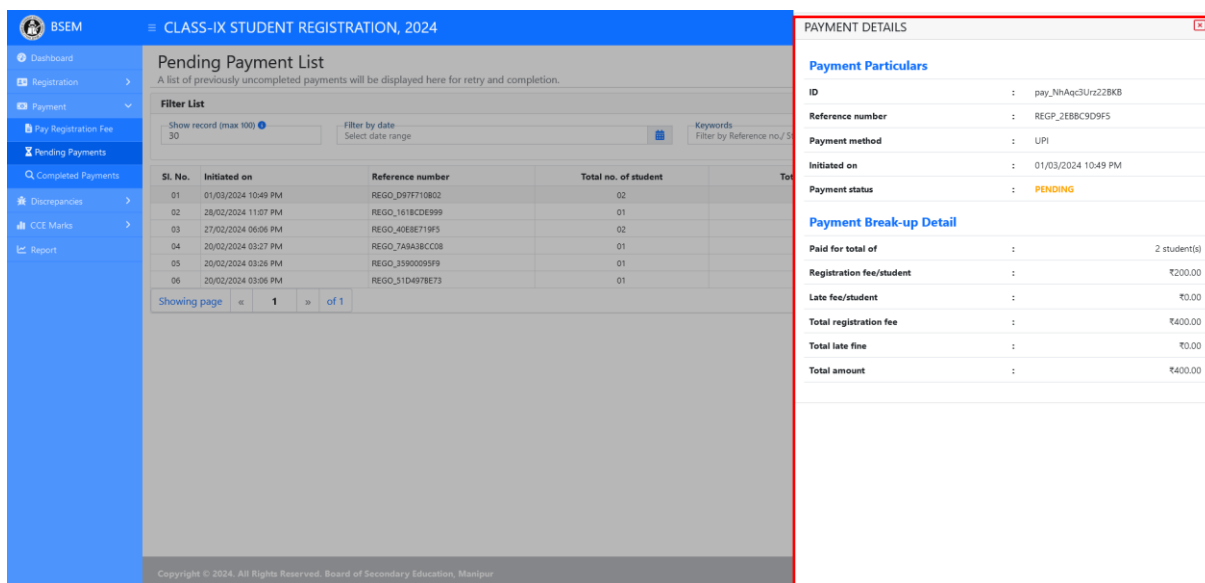 BSEM
CLASS-IX STUDENT REGISTRATION, 2024
Dashboard
Registration
Payment
Pay Registration Fee
Pending Payments
Completed Payments
Discrepancies
CCE Marks
Report
Pending Payment List
A list of previously uncompleted payments will be displayed here for retry and completion.
Filter List
Show record (max 100)
30
Filter by date
Select date range
Keywords
Filter by Reference no./ St
Sl. No. Initiated on Reference number Total no. of student Tot
01 01/03/2024 10:49 PM REGO_D97F710B02 02
02 28/02/2024 11:07 PM REGO_161BCDE999 01
03 27/02/2024 06:06 PM REGO_40E8E719F5 02
04 20/02/2024 03:27 PM REGO_7A9A3BCC08 01
05 20/02/2024 03:26 PM REGO_35900095F9 01
06 20/02/2024 03:06 PM REGO_51D497BE73 01
Showing page « 1 » of 1
Copyright © 2024. All Rights Reserved. Board of Secondary Education, Manipur
PAYMENT DETAILS
Payment Particulars
ID : pay_NhAqc3Urz22BKB
Reference number : REGP_2EBBC9D9F5
Payment method : UPI
Initiated on : 01/03/2024 10:49 PM
Payment status : PENDING
Payment Break-up Detail
Paid for total of : 2 student(s)
Registration fee/student : ₹200.00
Late fee/student : ₹0.00
Total registration fee : ₹400.00
Total late fine : ₹0.00
Total amount : ₹400.00